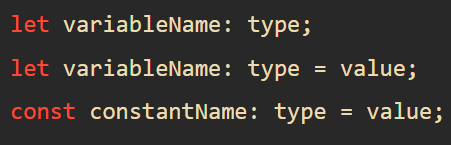 let variableName: type;
let variableName: type = value;
const constantName: type = value;